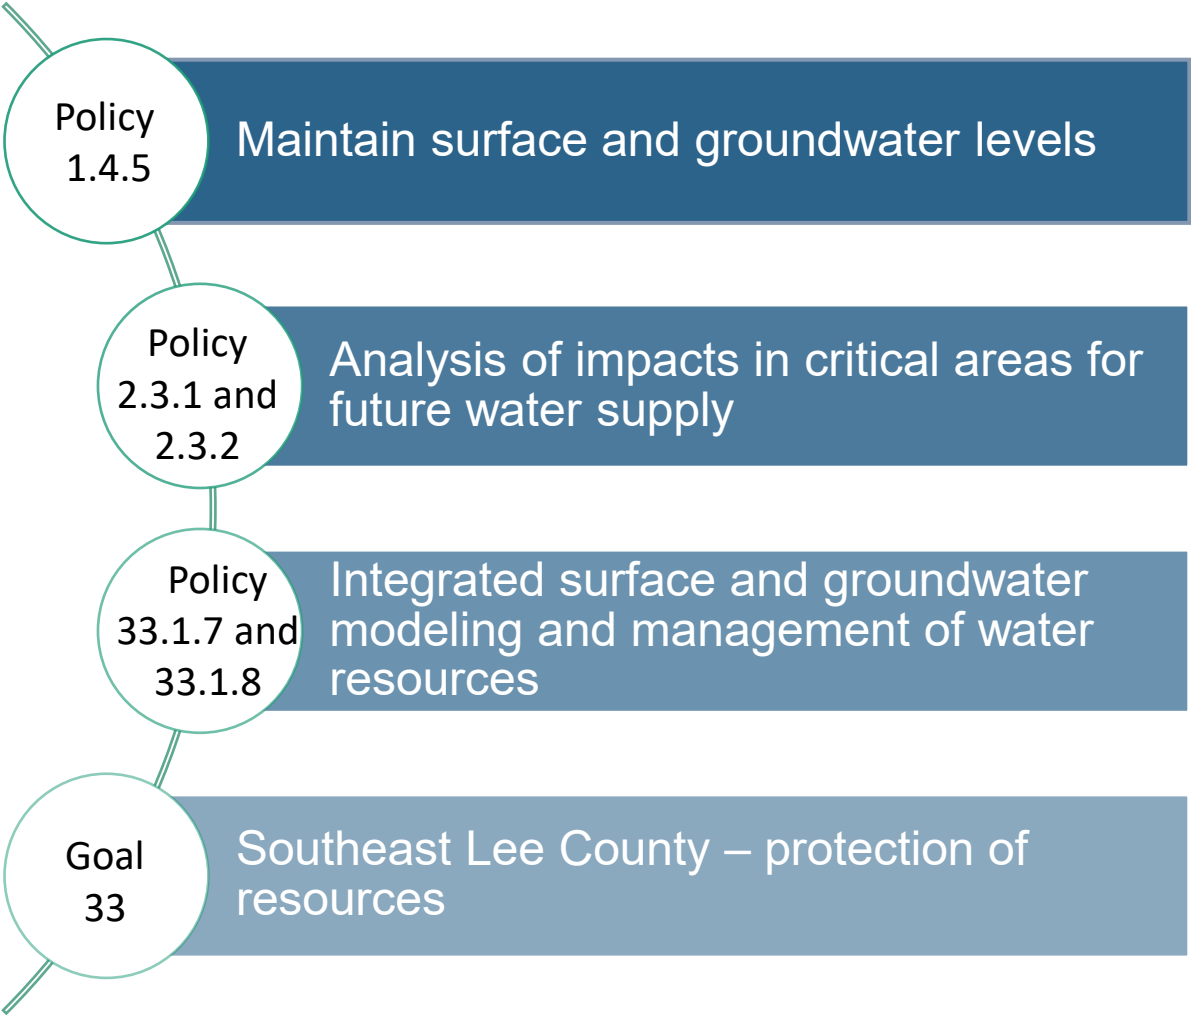 Policy
1.4.5
Maintain surface and groundwater levels
Policy
2.3.1 and
2.3.2
Analysis of impacts in critical areas for
future water supply
Policy
33.1.7 and
33.1.8
Integrated surface and groundwater
modeling and management of water
resources
Goal
33
Southeast Lee County – protection of
resources